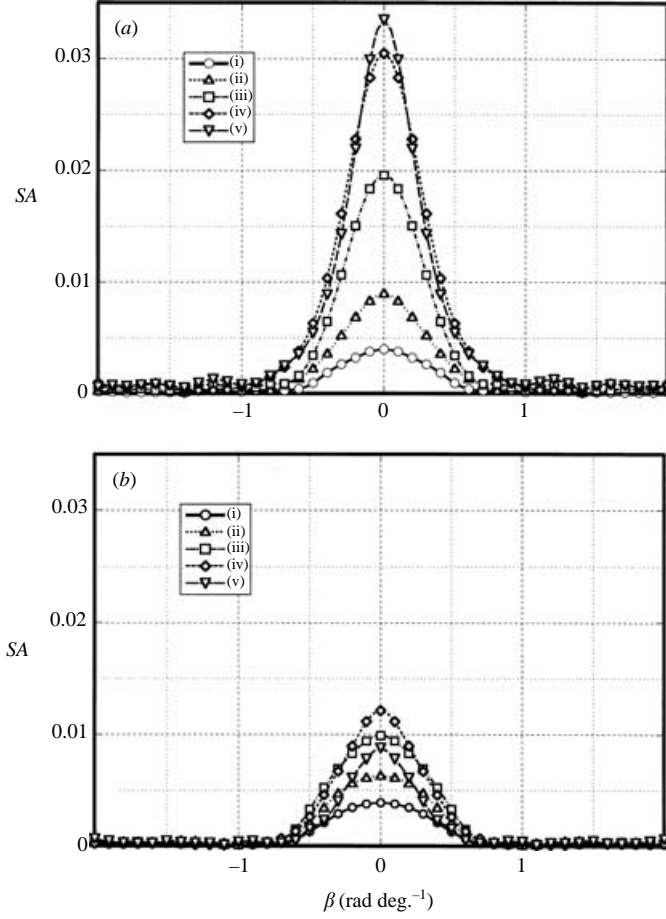 (a)
0.03
(i)
(ii)
(iii)
(iv)
(v)
0.02
SA
0.01
0
−1
0
1
(b)
0.03
(i)
(ii)
(iii)
(iv)
(v)
0.02
SA
0.01
0
−1
0
1
β (rad deg.⁻¹)